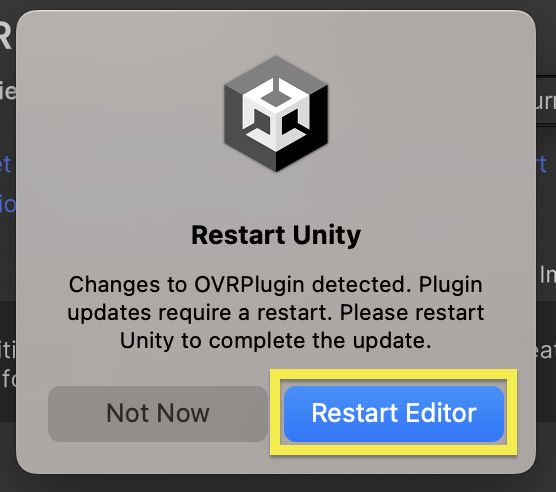 Restart Unity
Changes to OVRPlugin detected. Plugin
updates require a restart. Please restart
Unity to complete the update.
Not Now
Restart Editor